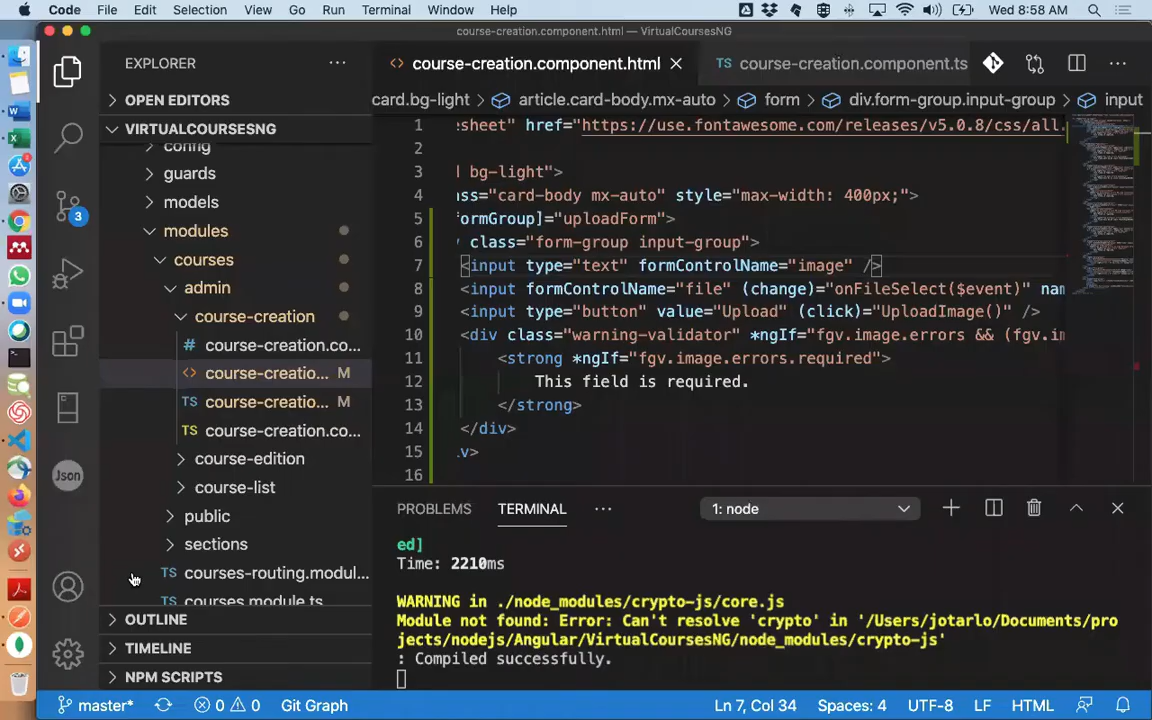 Code File Edit Selection View Go Run Terminal Window Help Wed 8:58 AM
course-creation.component.html — VirtualCoursesNG
EXPLORER
OPEN EDITORS
VIRTUALCOURSESNG
config
guards
models
modules
courses
admin
course-creation
# course-creation.co...
<> course-creatio... M
TS course-creatio... M
TS course-creation.co...
course-edition
course-list
public
sections
TS courses-routing.modul...
TS courses.module.ts
OUTLINE
TIMELINE
NPM SCRIPTS
3
Json
<> course-creation.component.html
TS course-creation.component.ts
card.bg-light > article.card-body.mx-auto > form > div.form-group.input-group > input
1 sheet" href="https://use.fontawesome.com/releases/v5.0.8/css/all.
2
3 bg-light">
4 ass="card-body mx-auto" style="max-width: 400px;">
5 formGroup]="uploadForm">
6 class="form-group input-group">
7 <input type="text" formControlName="image" />
8 <input formControlName="file" (change)="onFileSelect($event)" nam
9 <input type="button" value="Upload" (click)="UploadImage()" />
10 <div class="warning-validator" *ngIf="fgv.image.errors && (fgv.im
11 <strong *ngIf="fgv.image.errors.required">
12 This field is required.
13 </strong>
14 </div>
15 iv>
16
PROBLEMS TERMINAL ... 1: node
ed]
Time: 2210ms
WARNING in ./node_modules/crypto-js/core.js
Module not found: Error: Can't resolve 'crypto' in '/Users/jotarlo/Documents/pro
jects/nodejs/Angular/VirtualCoursesNG/node_modules/crypto-js'
: Compiled successfully.
master* 0 0 Git Graph Ln 7, Col 34 Spaces: 4 UTF-8 LF HTML